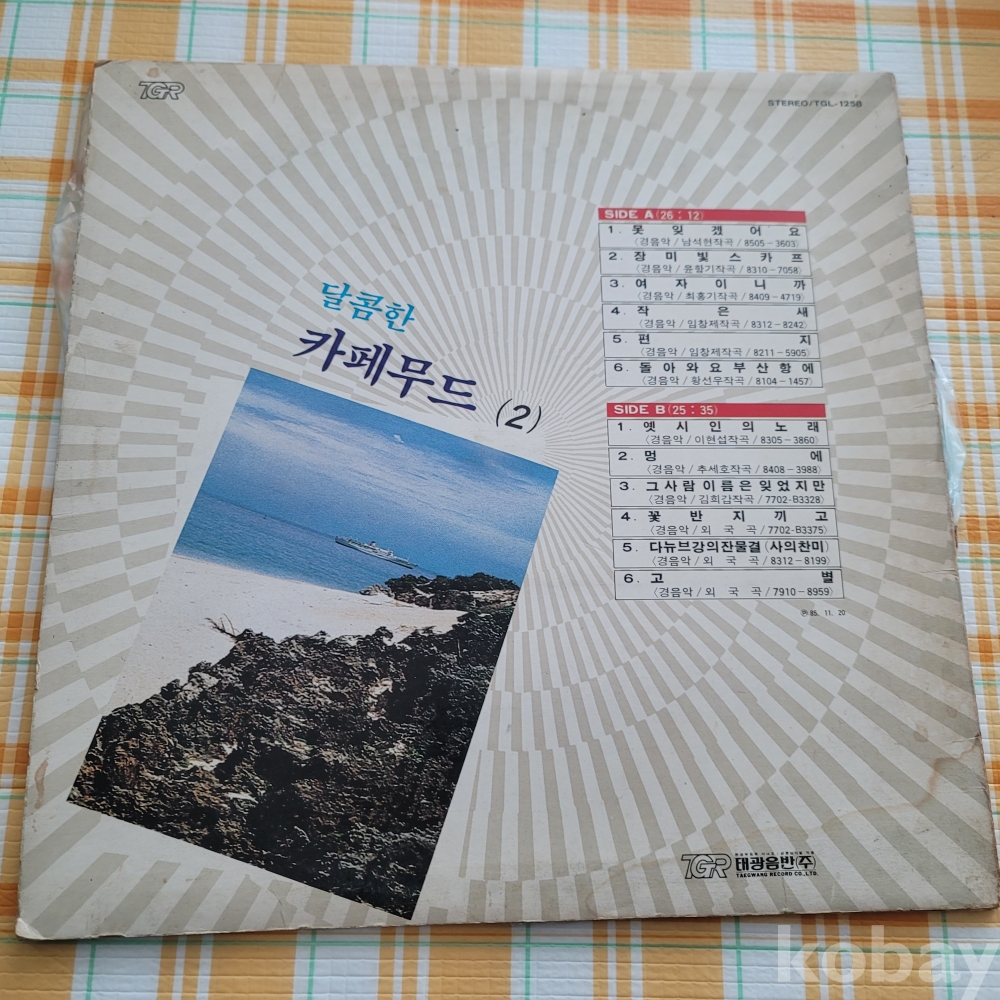 TGR
STEREO/TGL-1258
달콤한
카페무드 (2)
SIDE A (26 : 12)
1. 못 잊겠어요
(경음악 / 남석현작곡 / 8505-3603)
2. 장미빛스카프
(경음악 / 윤항기작곡 / 8310-7058)
3. 여자이니까
(경음악 / 최홍기작곡 / 8409-4719)
4. 작은새
(경음악 / 임창제작곡 / 8312-8242)
5. 편지
(경음악 / 임창제작곡 / 8211-5905)
6. 돌아와요부산항에
(경음악 / 황선우작곡 / 8104-1457)
SIDE B (25 : 35)
1. 옛시인의노래
(경음악 / 이현섭작곡 / 8305-3860)
2. 멍에
(경음악 / 추세호작곡 / 8408-3988)
3. 그사람이름은잊었지만
(경음악 / 김희갑작곡 / 7702-B3328)
4. 꽃반지끼고
(경음악 / 외국곡 / 7702-B3375)
5. 다뉴브강의잔물결 (사의찬미)
(경음악 / 외국곡 / 8312-8199)
6. 고별
(경음악 / 외국곡 / 7910-8959)
℗ 85. 11. 20
TGR 태광음반(주)
TAEGWANG RECORD CO., LTD.
kobay